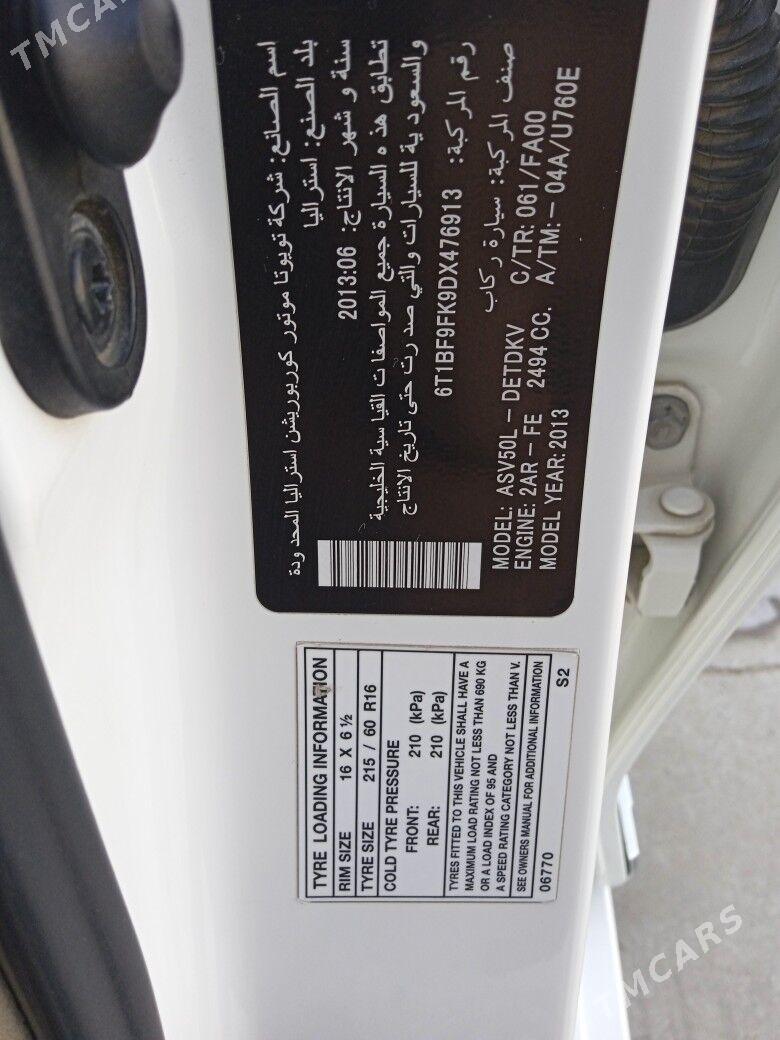 TMCARS
اسم الصانع: شركة تويوتا موتور كوربوريشن استراليا المحدودة
بلد الصنع: استراليا
سنة و شهر الانتاج: 2013:06
تطابق هذه السيارة جميع المواصفات القياسية الخليجية
والسعودية للسيارات والتي صدرت حتى تاريخ الانتاج
رقم المركبة: 6T1BF9FK9DX476913
صنف المركبة: سيارة ركاب
MODEL: ASV50L – DETDKV C/TR: 061/FA00
ENGINE: 2AR – FE 2494 CC. A/TM: – 04A/U760E
MODEL YEAR: 2013
TYRE LOADING INFORMATION
RIM SIZE 16 X 6 ½
TYRE SIZE 215 / 60 R16
COLD TYRE PRESSURE
FRONT: 210 (kPa)
REAR: 210 (kPa)
TYRES FITTED TO THIS VEHICLE SHALL HAVE A
MAXIMUM LOAD RATING NOT LESS THAN 690 KG
OR A LOAD INDEX OF 95 AND
A SPEED RATING CATEGORY NOT LESS THAN V.
SEE OWNERS MANUAL FOR ADDITIONAL INFORMATION
06770 S2
TMCARS